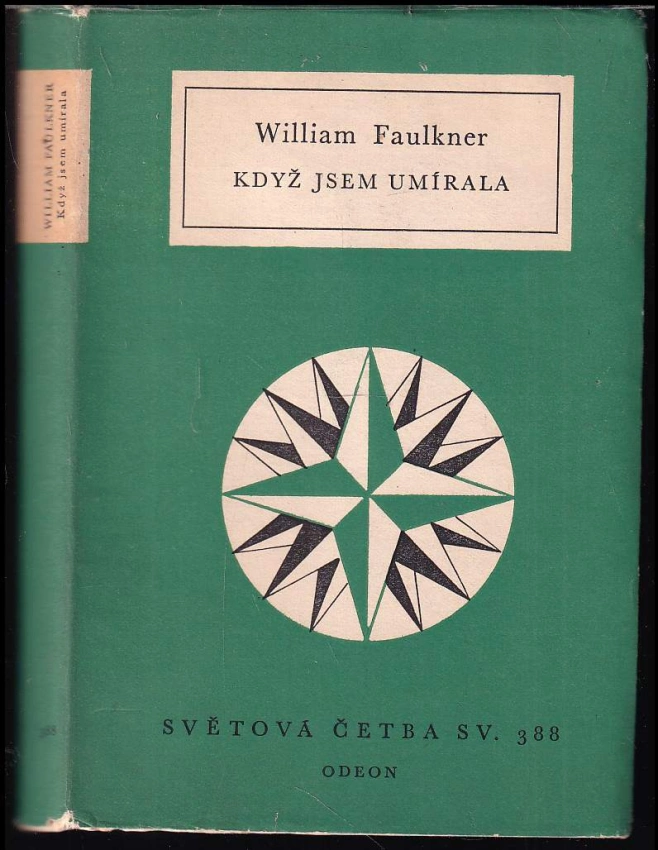 WILLIAM FAULKNER
Když jsem umírala
William Faulkner
KDYŽ JSEM UMÍRALA
SVĚTOVÁ ČETBA SV. 388
ODEON
388